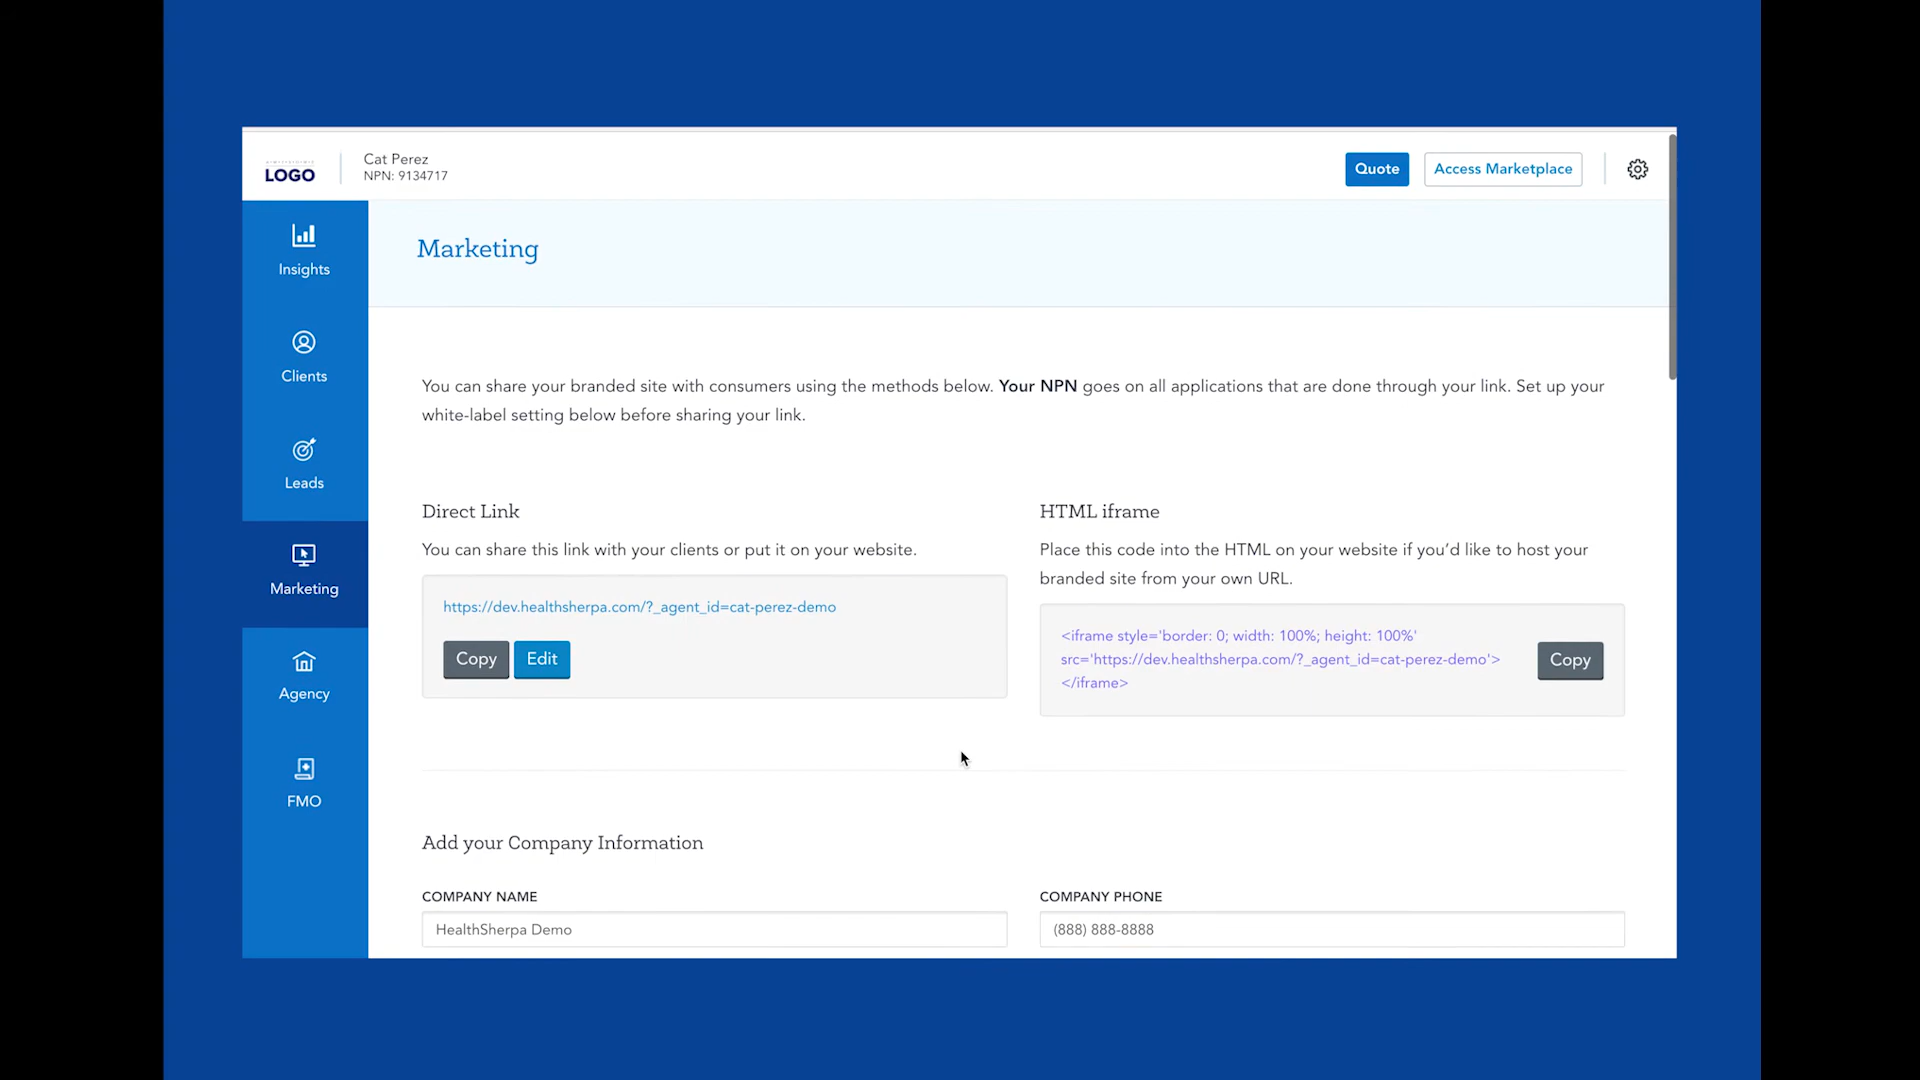 LOGO
Cat Perez
NPN: 9134717
Quote
Access Marketplace
Insights
Clients
Leads
Marketing
Agency
FMO
Marketing
You can share your branded site with consumers using the methods below. Your NPN goes on all applications that are done through your link. Set up your
white-label setting below before sharing your link.
Direct Link
You can share this link with your clients or put it on your website.
https://dev.healthsherpa.com/?_agent_id=cat-perez-demo
Copy
Edit
HTML iframe
Place this code into the HTML on your website if you’d like to host your
branded site from your own URL.
<iframe style='border: 0; width: 100%; height: 100%'
src='https://dev.healthsherpa.com/?_agent_id=cat-perez-demo'>
</iframe>
Copy
Add your Company Information
COMPANY NAME
HealthSherpa Demo
COMPANY PHONE
(888) 888-8888